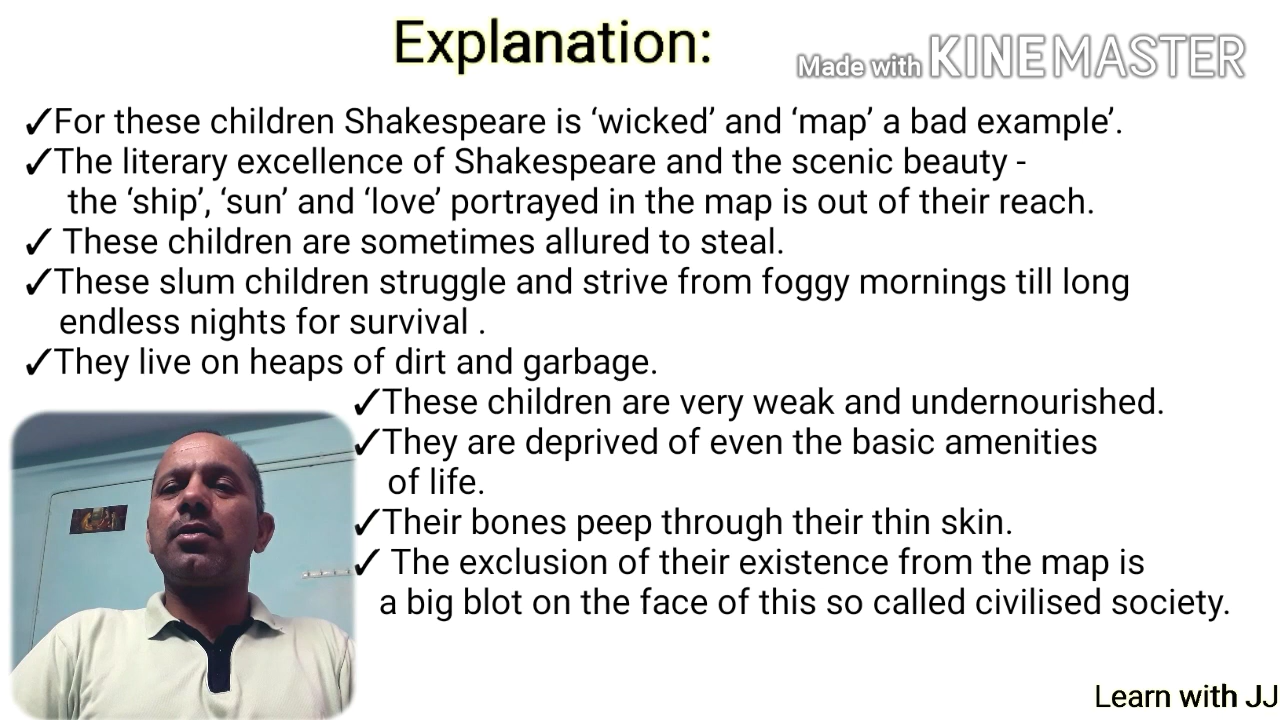 Explanation:
Made with KINEMASTER
✓For these children Shakespeare is ‘wicked’ and ‘map’ a bad example’.
✓The literary excellence of Shakespeare and the scenic beauty -
the ‘ship’, ‘sun’ and ‘love’ portrayed in the map is out of their reach.
✓ These children are sometimes allured to steal.
✓These slum children struggle and strive from foggy mornings till long
endless nights for survival .
✓They live on heaps of dirt and garbage.
✓These children are very weak and undernourished.
✓They are deprived of even the basic amenities
of life.
✓Their bones peep through their thin skin.
✓ The exclusion of their existence from the map is
a big blot on the face of this so called civilised society.
Learn with JJ